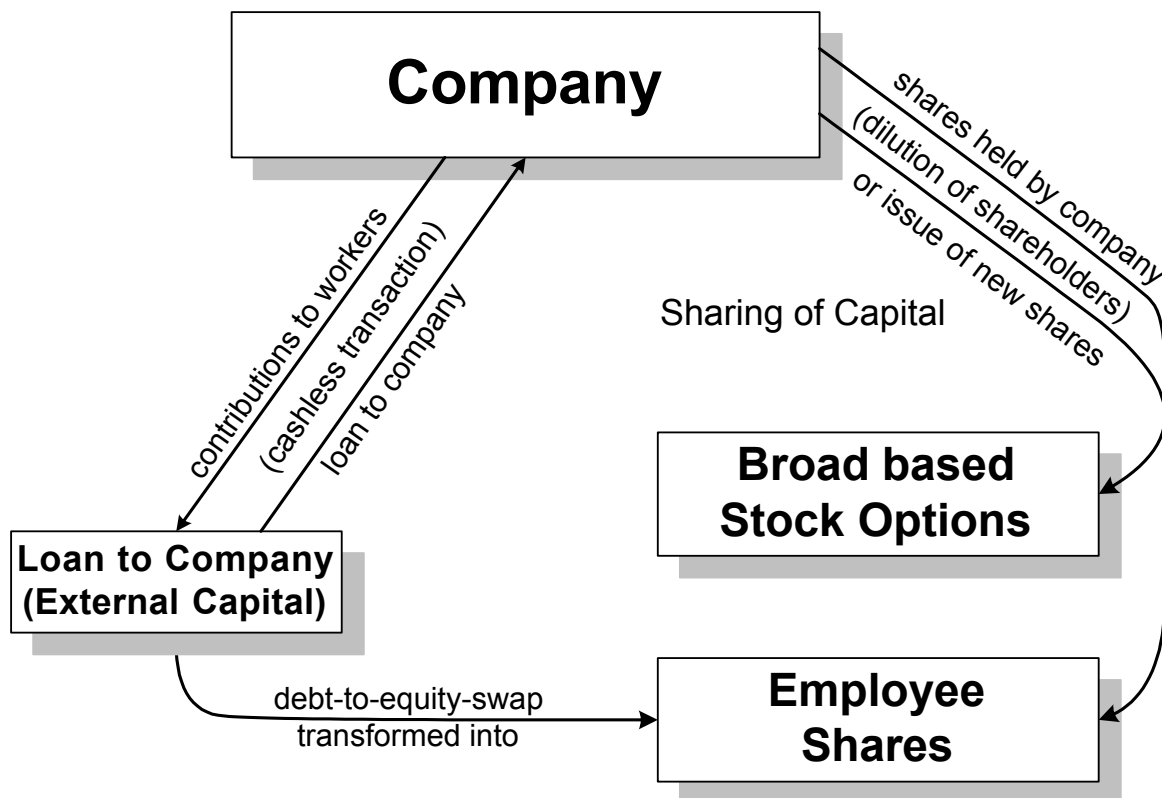 Company
shares held by company
(dilution of shareholders)
or issue of new shares
contributions to workers
(cashless transaction)
loan to company
Sharing of Capital
Broad based
Stock Options
Loan to Company
(External Capital)
debt-to-equity-swap
transformed into
Employee
Shares